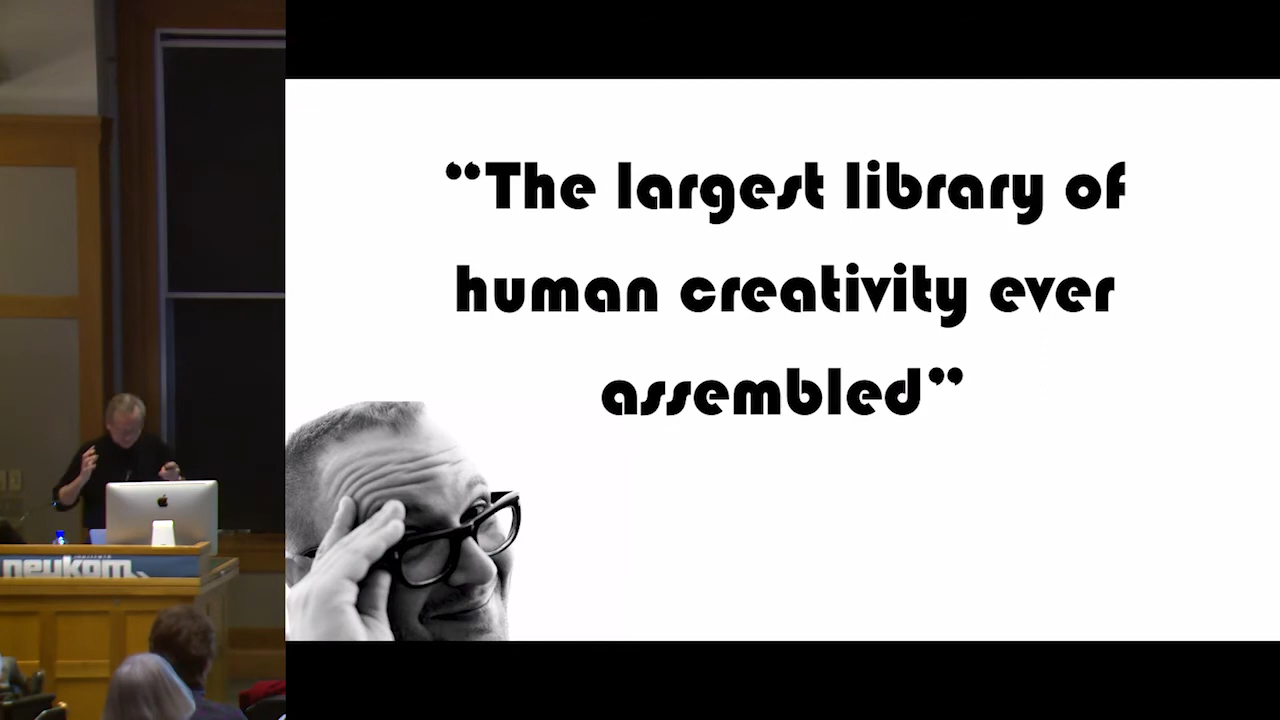 “The largest library of
human creativity ever
assembled”
neukom